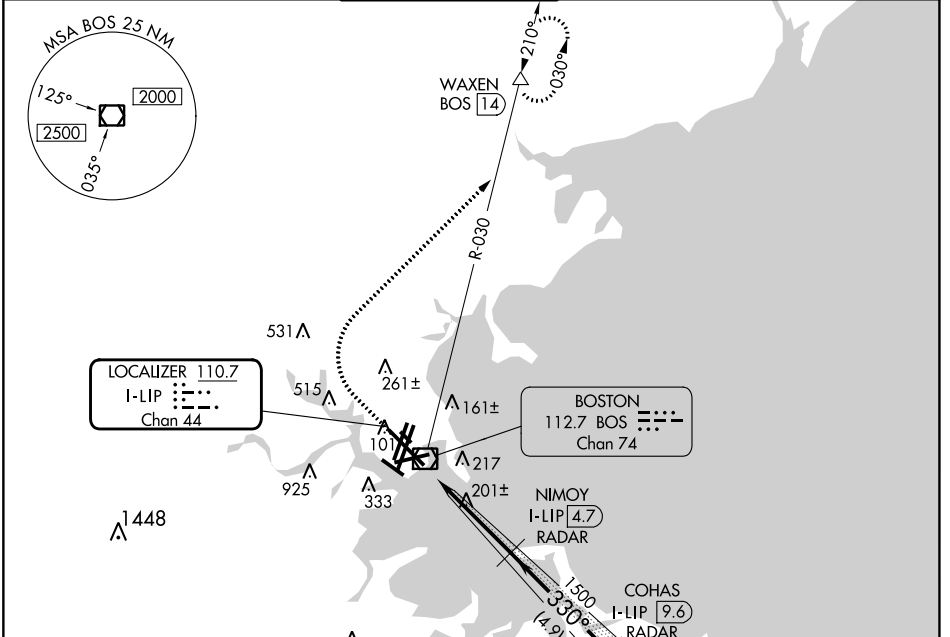 MSA BOS 25 NM
125°
2000
2500
035°
210°
030°
WAXEN
BOS 14
R-030
531
LOCALIZER 110.7
I-LIP
Chan 44
515
261±
161±
BOSTON
112.7 BOS
Chan 74
101
217
925
333
201±
NIMOY
I-LIP 4.7
RADAR
1448
1500
330°
(4.9)
COHAS
I-LIP 9.6
RADAR